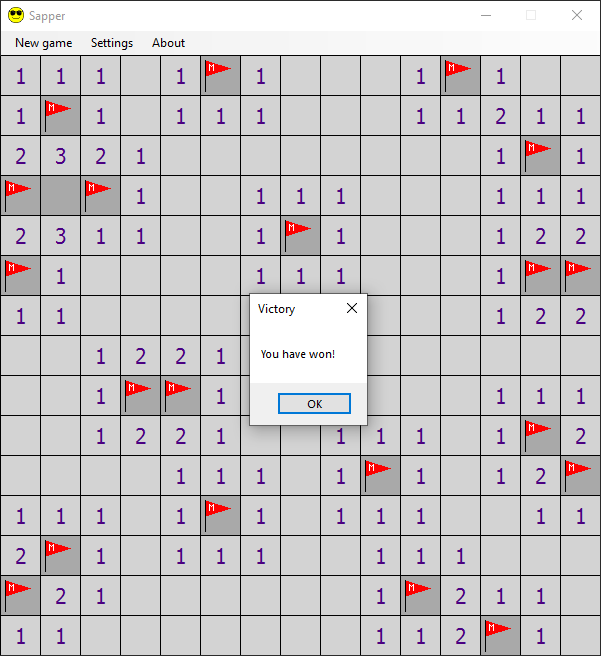 Sapper
New game Settings About
1 1 1 1 M 1 1 M 1
1 M 1 1 1 1 1 1 2 1 1
2 3 2 1 1 M 1
M M 1 1 1 1 1 1 1
2 3 1 1 1 M 1 1 2 2
M 1 1 1 1 1 M M
1 1 1 2 2
Victory
1 2 2 1
You have won!
1 M M 1 1 1 1
OK
1 2 2 1 1 1 1 1 M 2
1 1 1 1 M 1 1 2 M
1 1 1 1 M 1 1 1 1 1 1
2 M 1 1 1 1 1 1 1
M 2 1 1 M 2 1 1
1 1 1 1 2 M 1